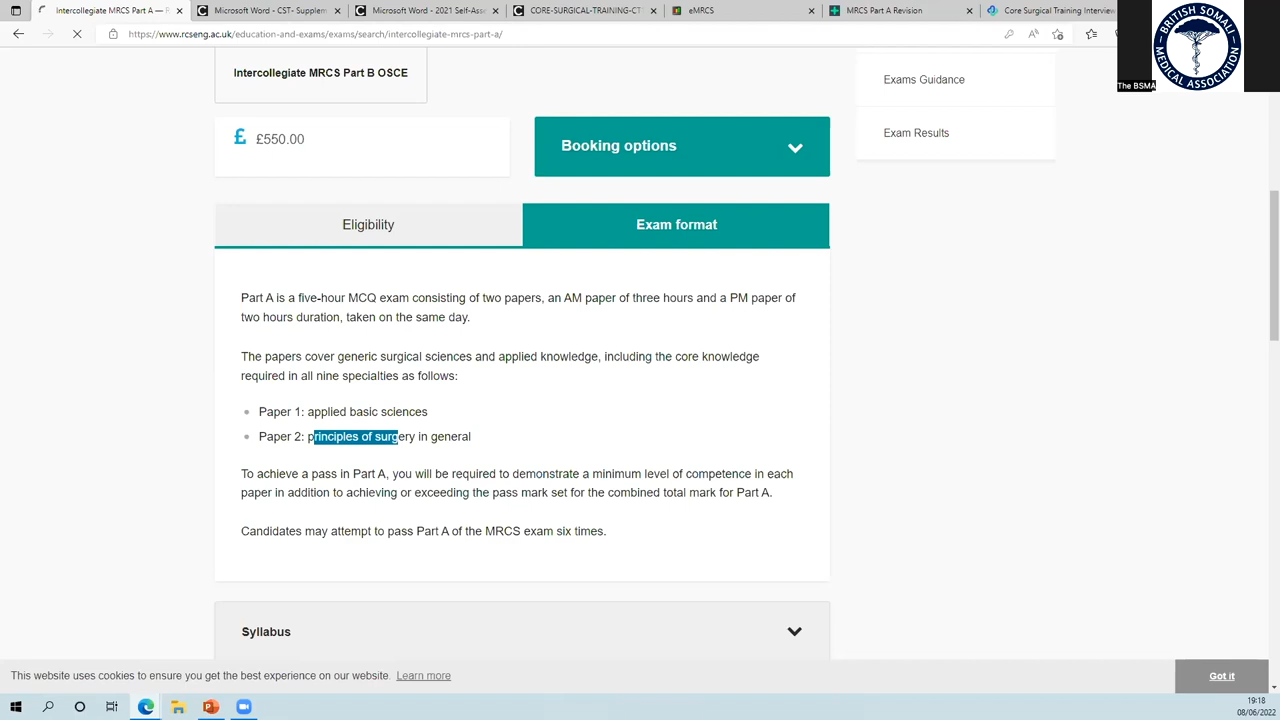 Intercollegiate MRCS Part A — R
Microsoft Word - CST- Supplem
Microsoft Word - 2021 Self-Ass
CORE-SURGICAL-TRAINING-CT
eMRCS
MRCS Part A Revision
Core Surgical Training Interview
https://www.rcseng.ac.uk/education-and-exams/exams/search/intercollegiate-mrcs-part-a/
BRITISH SOMALI
MEDICAL ASSOCIATION
The BSMA
Intercollegiate MRCS Part B OSCE
Exams Guidance
Exam Results
£ £550.00
Booking options
Eligibility
Exam format
Part A is a five-hour MCQ exam consisting of two papers, an AM paper of three hours and a PM paper of
two hours duration, taken on the same day.
The papers cover generic surgical sciences and applied knowledge, including the core knowledge
required in all nine specialties as follows:
Paper 1: applied basic sciences
Paper 2: principles of surgery in general
To achieve a pass in Part A, you will be required to demonstrate a minimum level of competence in each
paper in addition to achieving or exceeding the pass mark set for the combined total mark for Part A.
Candidates may attempt to pass Part A of the MRCS exam six times.
Syllabus
This website uses cookies to ensure you get the best experience on our website. Learn more
Got it
19:18
08/06/2022